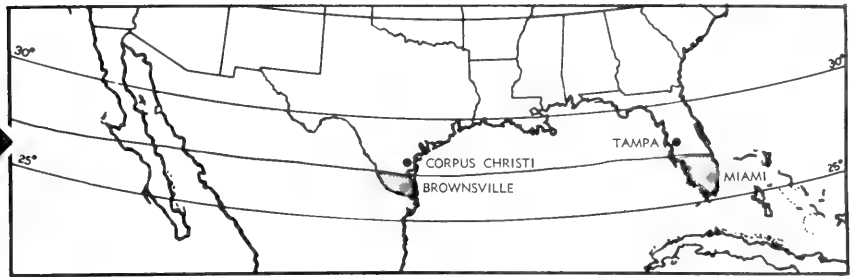 30°
30°
TAMPA
25°
CORPUS CHRISTI
MIAMI
25°
BROWNSVILLE